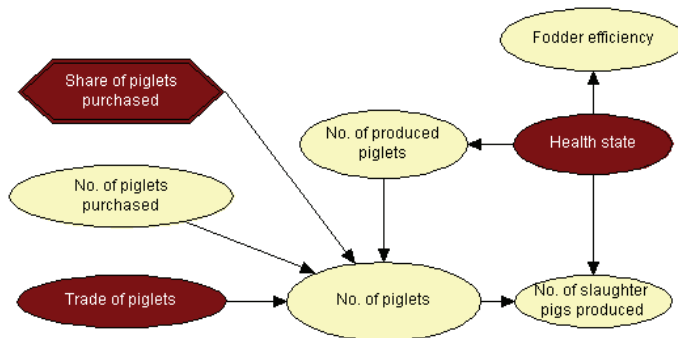 Fodder efficiency
Share of piglets
purchased
No. of produced
piglets
Health state
No. of piglets
purchased
Trade of piglets
No. of piglets
No. of slaughter
pigs produced